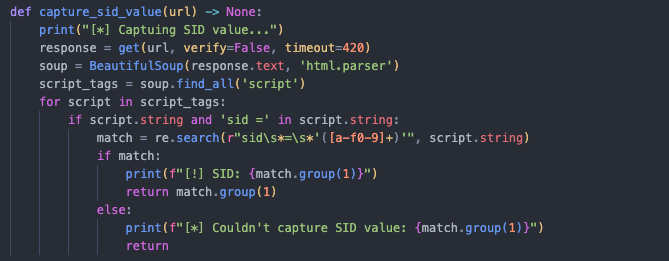 def capture_sid_value(url) -> None:
    print("[*] Captuing SID value...")
    response = get(url, verify=False, timeout=420)
    soup = BeautifulSoup(response.text, 'html.parser')
    script_tags = soup.find_all('script')
    for script in script_tags:
        if script.string and 'sid =' in script.string:
            match = re.search(r"sid\s*=\s*'([a-f0-9]+)'", script.string)
            if match:
                print(f"[!] SID: {match.group(1)}")
                return match.group(1)
            else:
                print(f"[*] Couldn't capture SID value: {match.group(1)}")
                return